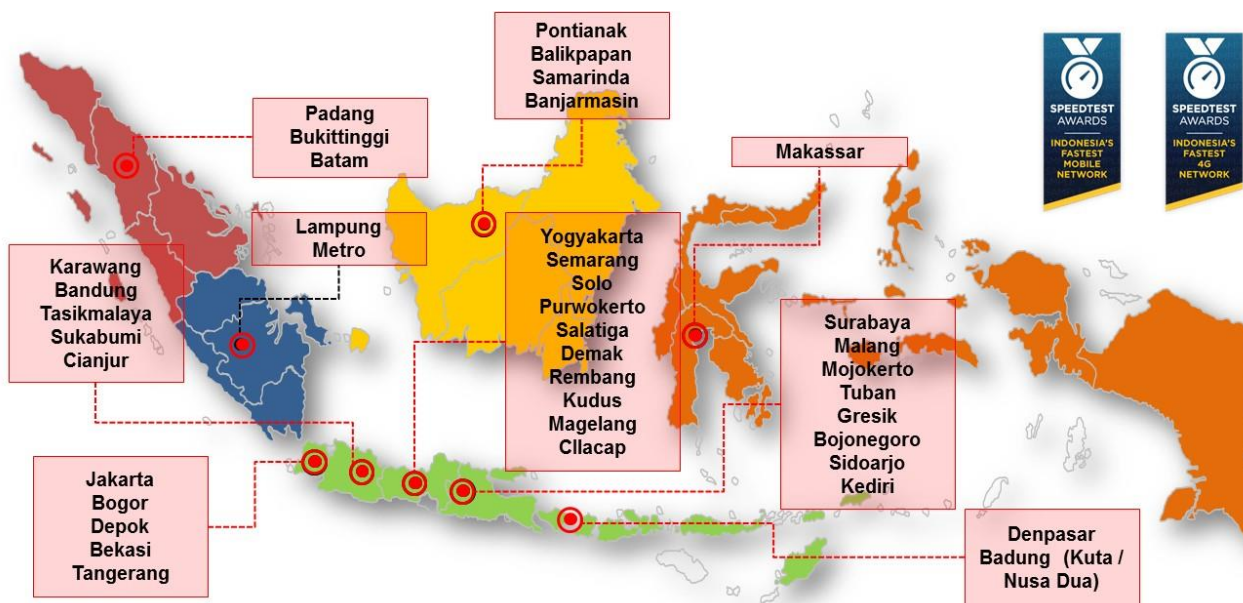 Pontianak
Balikpapan
Samarinda
Banjarmasin
SPEEDTEST
AWARDS
INDONESIA'S
FASTEST
MOBILE
NETWORK
SPEEDTEST
AWARDS
INDONESIA'S
FASTEST
4G
NETWORK
Padang
Bukittinggi
Batam
Makassar
Lampung
Metro
Karawang
Bandung
Tasikmalaya
Sukabumi
Cianjur
Yogyakarta
Semarang
Solo
Purwokerto
Salatiga
Demak
Rembang
Kudus
Magelang
CIlacap
Surabaya
Malang
Mojokerto
Tuban
Gresik
Bojonegoro
Sidoarjo
Kediri
Jakarta
Bogor
Depok
Bekasi
Tangerang
Denpasar
Badung (Kuta /
Nusa Dua)